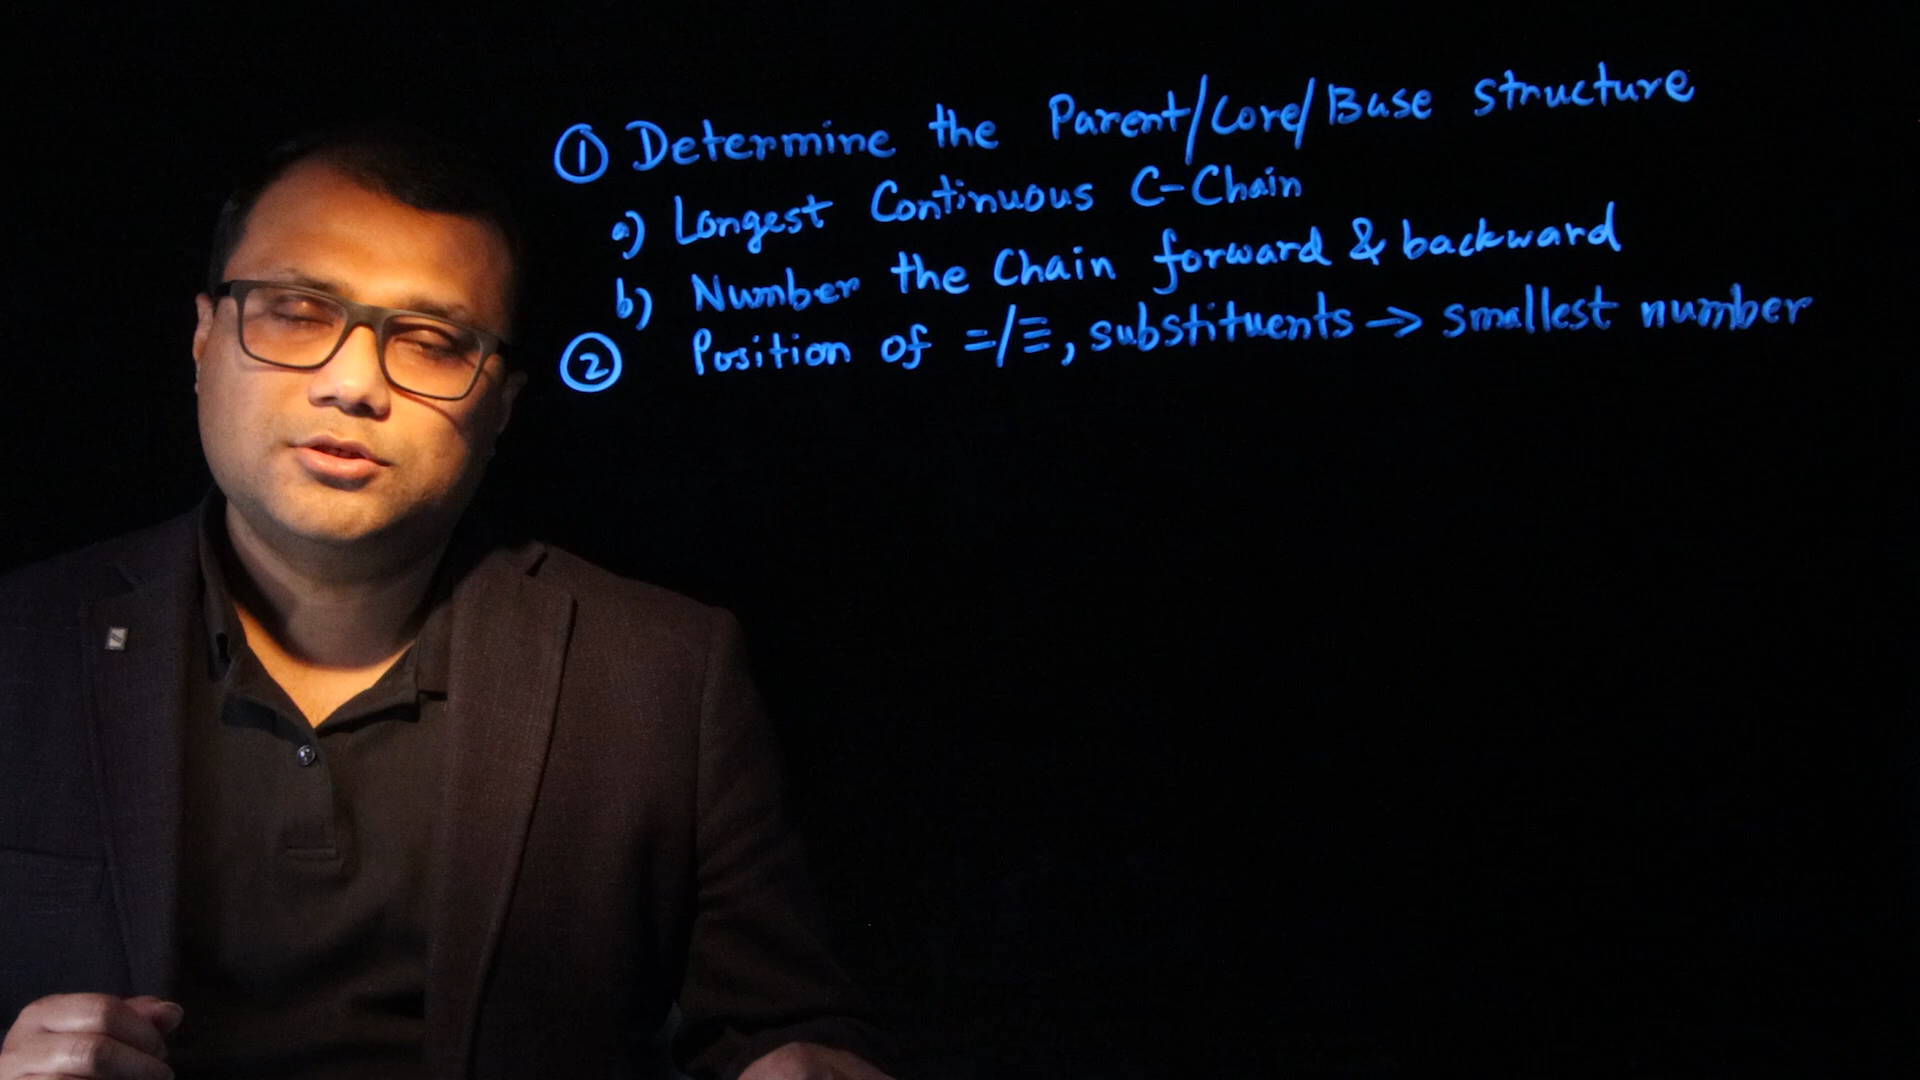 ① Determine the Parent/Core/Base structure
a) Longest Continuous C-Chain
b) Number the Chain forward & backward
② Position of =/≡, substituents → smallest number